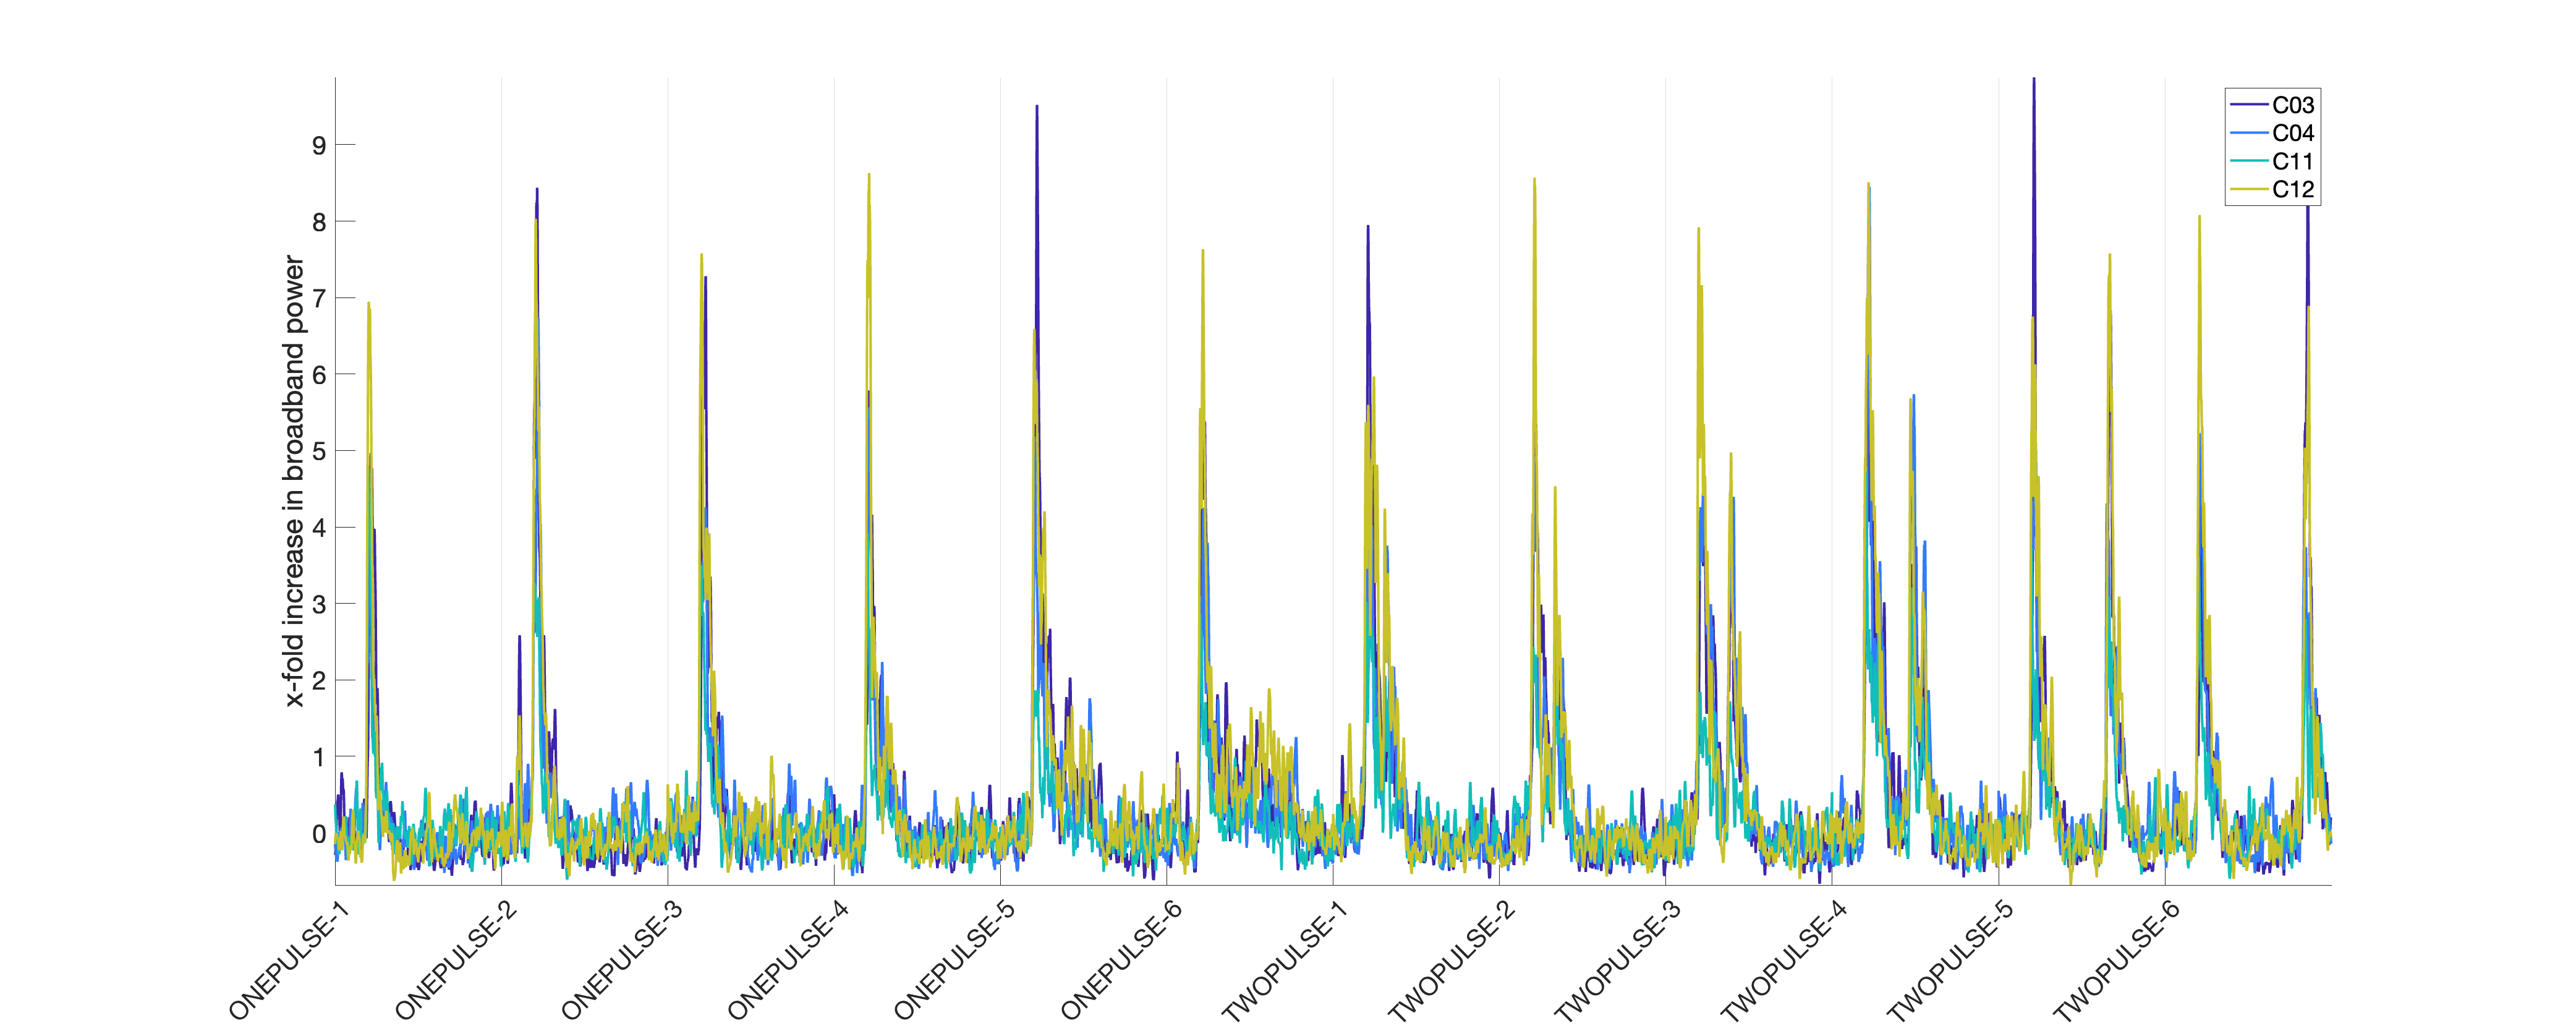 x-fold increase in broadband power
9
8
7
6
5
4
3
2
1
0
C03
C04
C11
C12
ONEPULSE-1
ONEPULSE-2
ONEPULSE-3
ONEPULSE-4
ONEPULSE-5
ONEPULSE-6
TWOPULSE-1
TWOPULSE-2
TWOPULSE-3
TWOPULSE-4
TWOPULSE-5
TWOPULSE-6